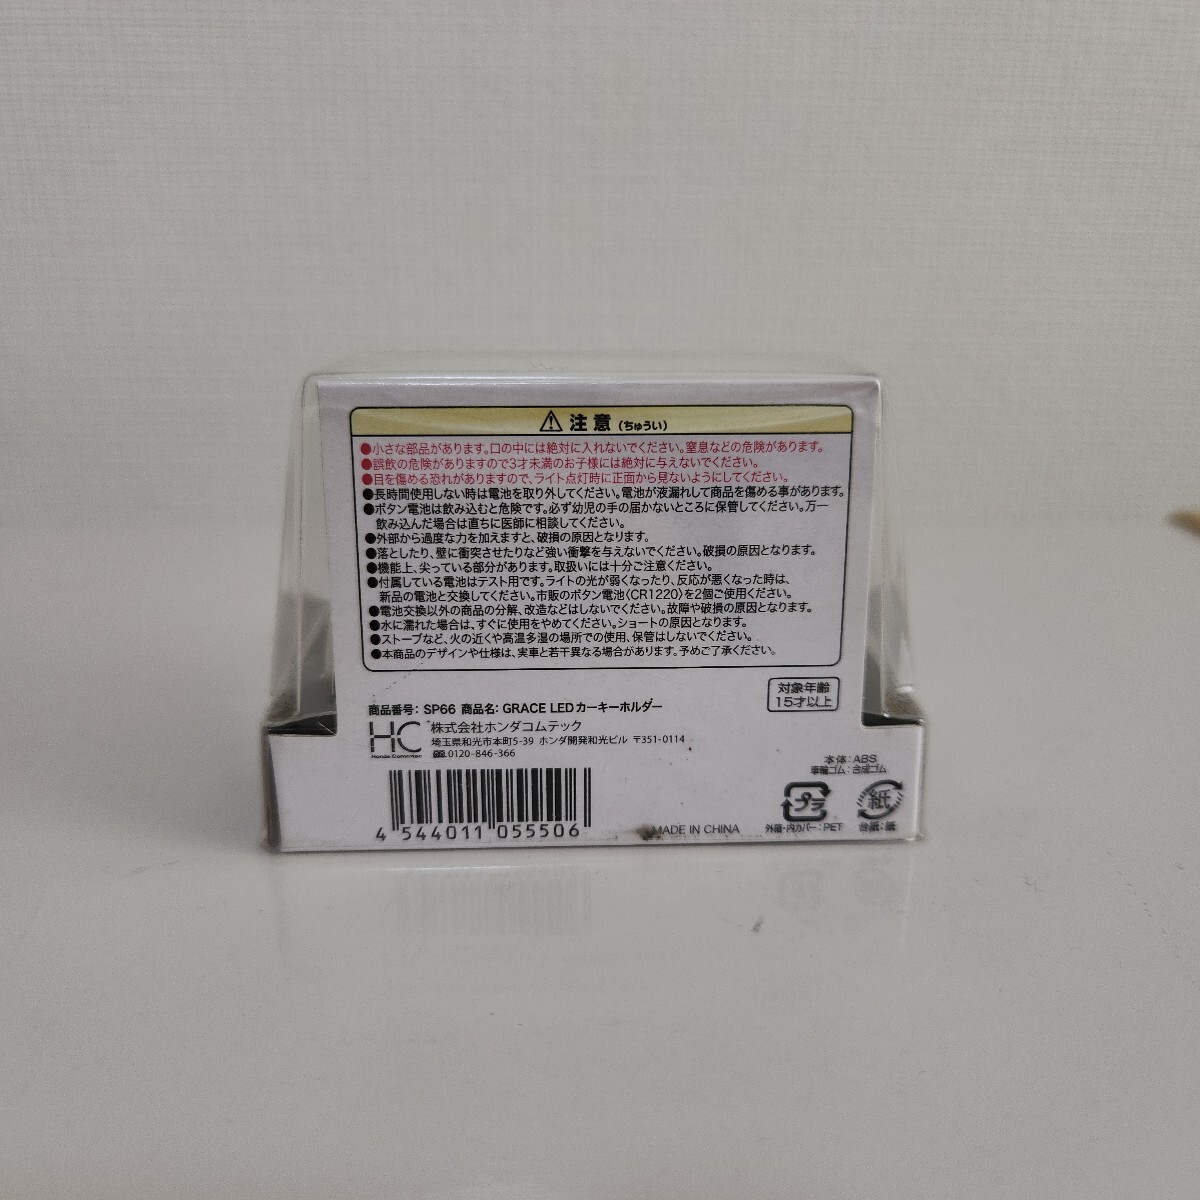 ⚠注意(ちゅうい)
●小さな部品があります。口の中には絶対に入れないでください。窒息などの危険があります。
●誤飲の危険がありますので3才未満のお子様には絶対に与えないでください。
●目を傷める恐れがありますので、ライト点灯時に正面から見ないようにしてください。
●長時間使用しない時は電池を取り外してください。電池が液漏れして商品を傷める事があります。
●ボタン電池は飲み込むと危険です。必ず幼児の手の届かないところに保管してください。万一
飲み込んだ場合は直ちに医師に相談してください。
●外部から過度な力を加えますと、破損の原因となります。
●落としたり、壁に衝突させたりなど強い衝撃を与えないでください。破損の原因となります。
●機能上、尖っている部分があります。取扱いには十分ご注意ください。
●付属している電池はテスト用です。ライトの光が弱くなったり、反応が悪くなった時は、
新品の電池と交換してください。市販のボタン電池〈CR1220〉を2個ご使用ください。
●電池交換以外の商品の分解、改造などはしないでください。故障や破損の原因となります。
●水に濡れた場合は、すぐに使用をやめてください。ショートの原因となります。
●ストーブなど、火の近くや高温多湿の場所での使用、保管はしないでください。
●本商品のデザインや仕様は、実車と若干異なる場合があります。予めご了承ください。
対象年齢
15才以上
商品番号: SP66 商品名: GRACE LEDカーキーホルダー
HC
Honda Comtec
株式会社ホンダコムテック
埼玉県和光市本町5-39 ホンダ開発和光ビル 〒351-0114
0120-846-366
本体:ABS
車輪ゴム:合成ゴム
プラ
紙
外箱・内カバー:PET
台紙:紙
4 544011 055506
MADE IN CHINA